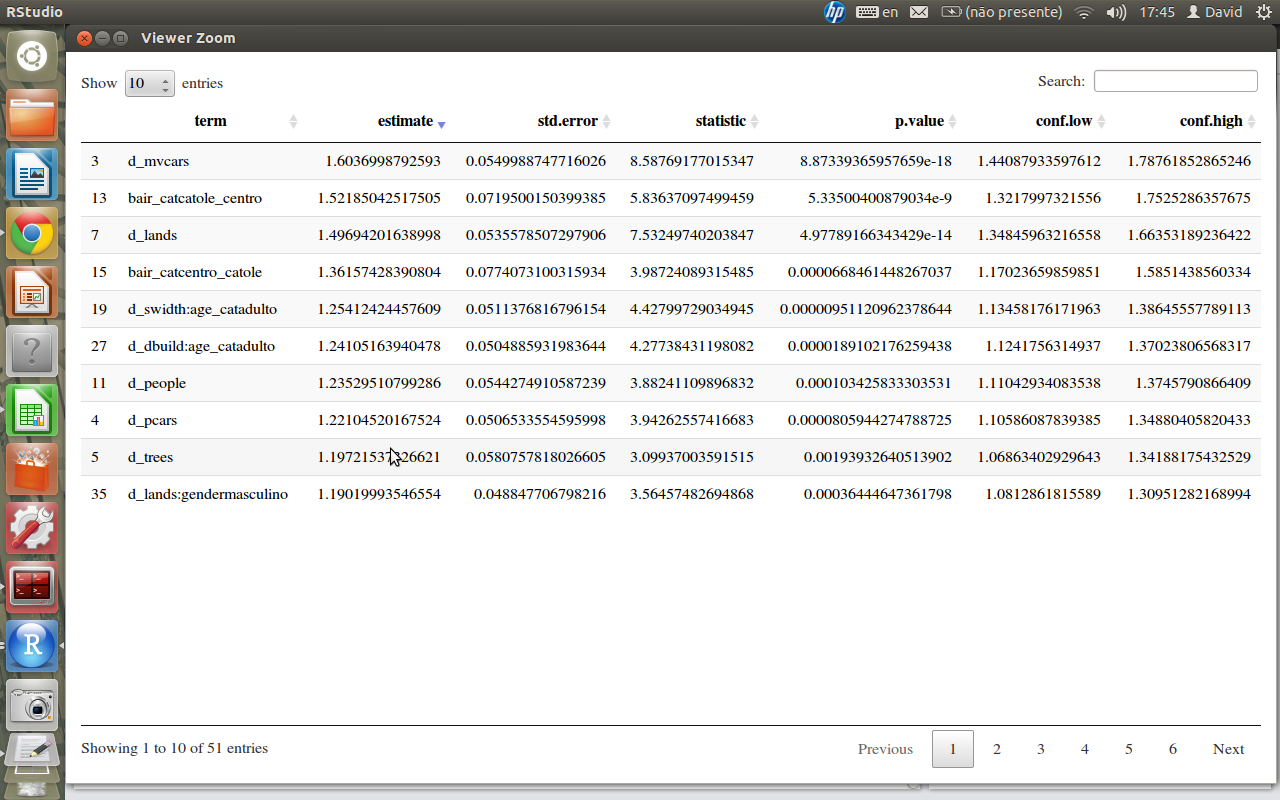 RStudio
hp en (não presente) 17:45 David
Viewer Zoom
Show 10 entries Search:
term estimate std.error statistic p.value conf.low conf.high
3 d_mvcars 1.6036998792593 0.0549988747716026 8.58769177015347 8.87339365957659e-18 1.44087933597612 1.78761852865246
13 bair_catcatole_centro 1.52185042517505 0.0719500150399385 5.83637097499459 5.33500400879034e-9 1.3217997321556 1.7525286357675
7 d_lands 1.49694201638998 0.0535578507297906 7.53249740203847 4.97789166343429e-14 1.34845963216558 1.66353189236422
15 bair_catcentro_catole 1.36157428390804 0.0774073100315934 3.98724089315485 0.0000668461448267037 1.17023659859851 1.5851438560334
19 d_swidth:age_catadulto 1.25412424457609 0.0511376816796154 4.42799729034945 0.00000951120962378644 1.13458176171963 1.38645557789113
27 d_dbuild:age_catadulto 1.24105163940478 0.0504885931983644 4.27738431198082 0.0000189102176259438 1.1241756314937 1.37023806568317
11 d_people 1.23529510799286 0.0544274910587239 3.88241109896832 0.000103425833303531 1.11042934083538 1.3745790866409
4 d_pcars 1.22104520167524 0.0506533554595998 3.94262557416683 0.00008059442747887​25 1.10586087839385 1.34880405820433
5 d_trees 0.0580757818026605 3.09937003591515 0.00193932640513902 1.06863402929643 1.34188175432529
35 d_lands:gendermasculino 1.19019993546554 0.048847706798216 3.56457482694868 0.00036444647361798 1.0812861815589 1.30951282168994
Showing 1 to 10 of 51 entries Previous 1 2 3 4 5 6 Next
R